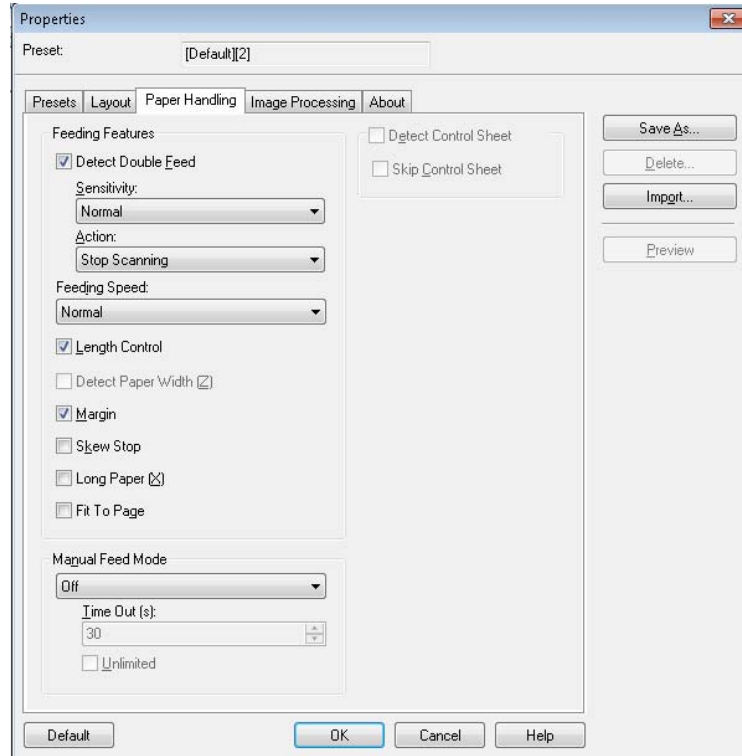 Properties
Preset: [Default][2]
Presets Layout Paper Handling Image Processing About
Feeding Features
Detect Double Feed
Sensitivity:
Normal
Action:
Stop Scanning
Feeding Speed:
Normal
Length Control
Detect Paper Width (Z)
Margin
Skew Stop
Long Paper (X)
Fit To Page
Manual Feed Mode
Off
Time Out (s):
30
Unlimited
Detect Control Sheet
Skip Control Sheet
Save As...
Delete...
Import...
Preview
Default OK Cancel Help